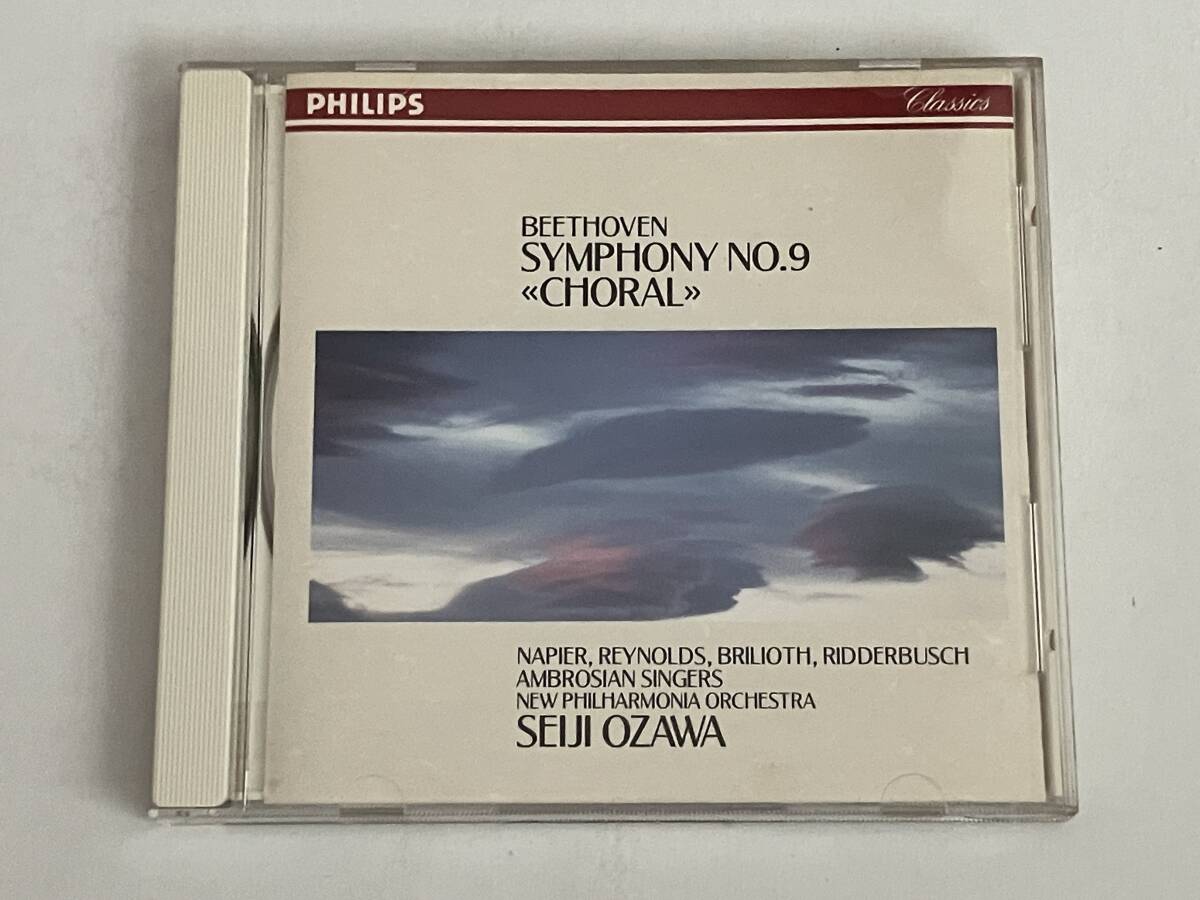 PHILIPS Classics
BEETHOVEN
SYMPHONY NO.9
«CHORAL»
NAPIER, REYNOLDS, BRILIOTH, RIDDERBUSCH
AMBROSIAN SINGERS
NEW PHILHARMONIA ORCHESTRA
SEIJI OZAWA